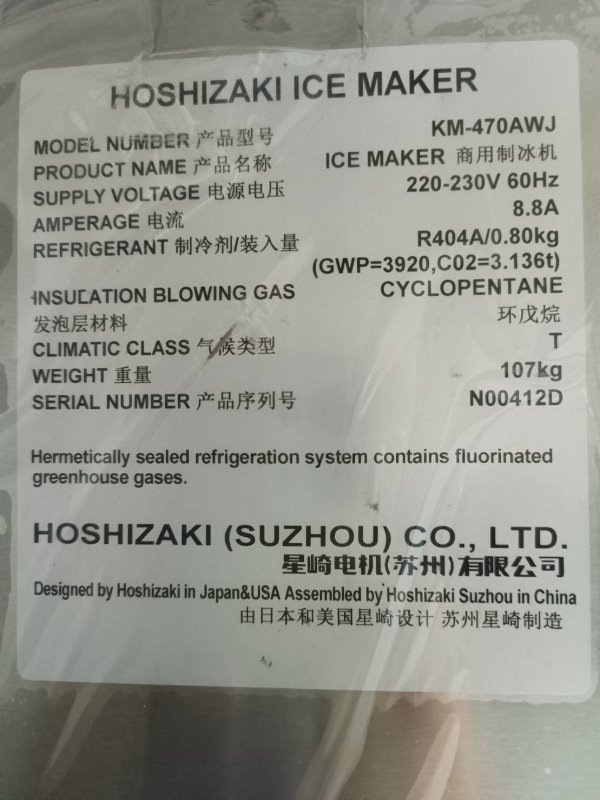 HOSHIZAKI ICE MAKER
MODEL NUMBER 产品型号 KM-470AWJ
PRODUCT NAME 产品名称 ICE MAKER 商用制冰机
SUPPLY VOLTAGE 电源电压 220-230V 60Hz
AMPERAGE 电流 8.8A
REFRIGERANT 制冷剂/装入量 R404A/0.80kg
(GWP=3920,C02=3.136t)
INSULATION BLOWING GAS CYCLOPENTANE
发泡层材料 环戊烷
CLIMATIC CLASS 气候类型 T
WEIGHT 重量 107kg
SERIAL NUMBER 产品序列号 N00412D
Hermetically sealed refrigeration system contains fluorinated
greenhouse gases.
HOSHIZAKI (SUZHOU) CO., LTD.
星崎电机(苏州)有限公司
Designed by Hoshizaki in Japan&USA Assembled by Hoshizaki Suzhou in China
由日本和美国星崎设计 苏州星崎制造